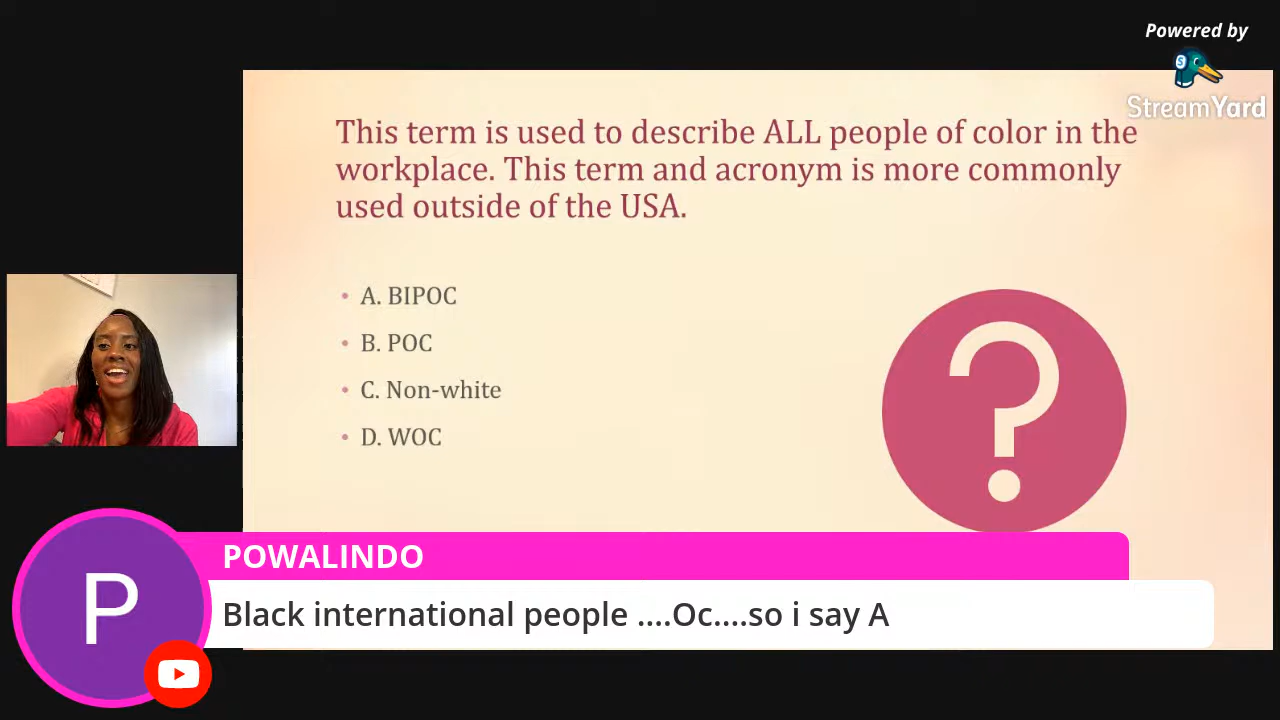 Powered by
StreamYard
This term is used to describe ALL people of color in the
workplace. This term and acronym is more commonly
used outside of the USA.
• A. BIPOC
• B. POC
• C. Non-white
• D. WOC
?
P
POWALINDO
Black international people ....Oc....so i say A